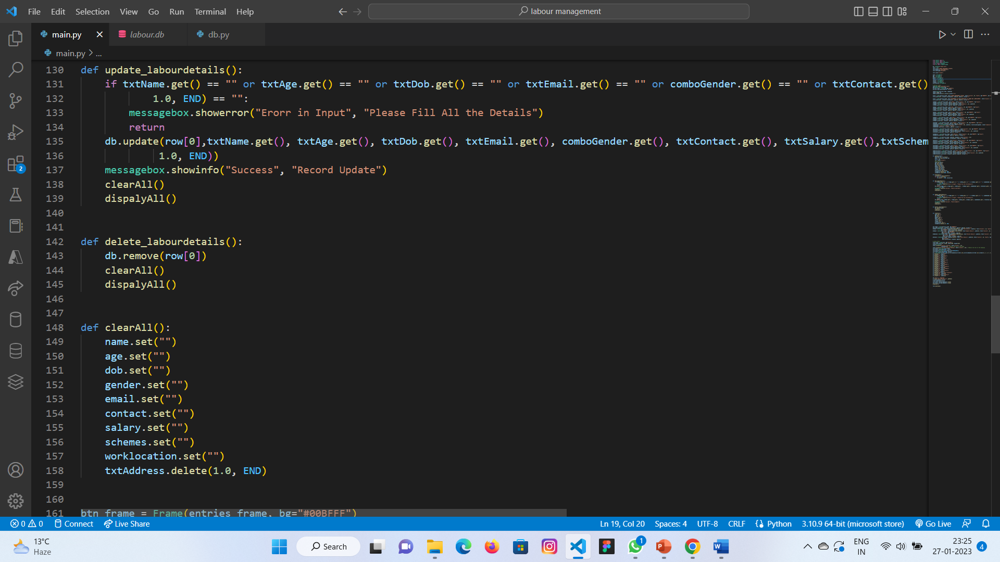 File Edit Selection View Go Run Terminal Help
labour management
main.py labour.db db.py
main.py > ...
130 def update_labourdetails():
131 if txtName.get() == "" or txtAge.get() == "" or txtDob.get() == "" or txtEmail.get() == "" or comboGender.get() == "" or txtContact.get()
132 1.0, END) == "":
133 messagebox.showerror("Erorr in Input", "Please Fill All the Details")
134 return
135 db.update(row[0],txtName.get(), txtAge.get(), txtDob.get(), txtEmail.get(), comboGender.get(), txtContact.get(), txtSalary.get(),txtSchem
136 1.0, END))
137 messagebox.showinfo("Success", "Record Update")
138 clearAll()
139 dispalyAll()
140
141
142 def delete_labourdetails():
143 db.remove(row[0])
144 clearAll()
145 dispalyAll()
146
147
148 def clearAll():
149 name.set("")
150 age.set("")
151 dob.set("")
152 gender.set("")
153 email.set("")
154 contact.set("")
155 salary.set("")
156 schemes.set("")
157 worklocation.set("")
158 txtAddress.delete(1.0, END)
159
160
161 btn_frame = Frame(entries_frame, bg="#00BFFF")
2
0 0 Connect Live Share Ln 19, Col 20 Spaces: 4 UTF-8 CRLF Python 3.10.9 64-bit (microsoft store) Go Live
13°C
Haze
Search
1
ENG
IN
23:25
27-01-2023
4